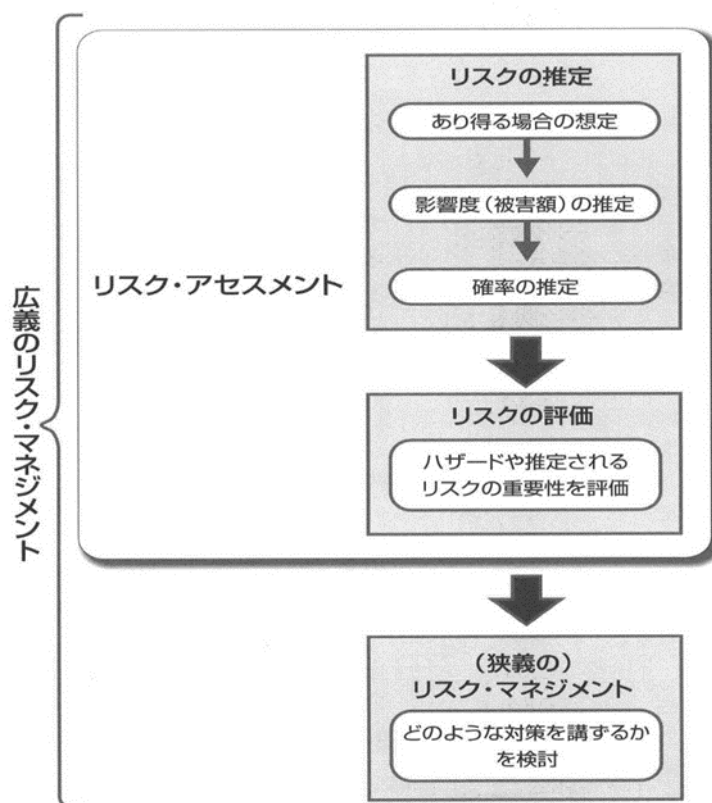 広義のリスク・マネジメント
リスク・アセスメント
リスクの推定
あり得る場合の想定
影響度(被害額)の推定
確率の推定
リスクの評価
ハザードや推定される
リスクの重要性を評価
(狭義の)
リスク・マネジメント
どのような対策を講ずるか
を検討